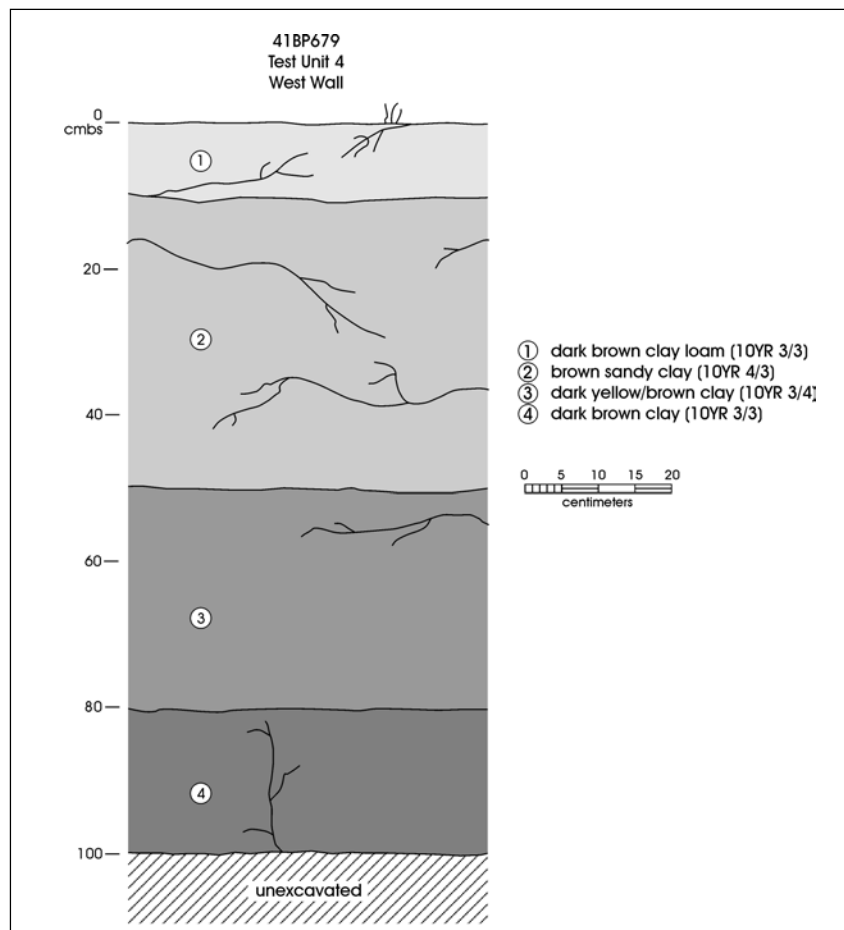 41BP679
Test Unit 4
West Wall
0
cmbs
1
20
2
1 dark brown clay loam (10YR 3/3)
2 brown sandy clay (10YR 4/3)
3 dark yellow/brown clay (10YR 3/4)
4 dark brown clay (10YR 3/3)
40
0 5 10 15 20
centimeters
60
3
80
4
100
unexcavated